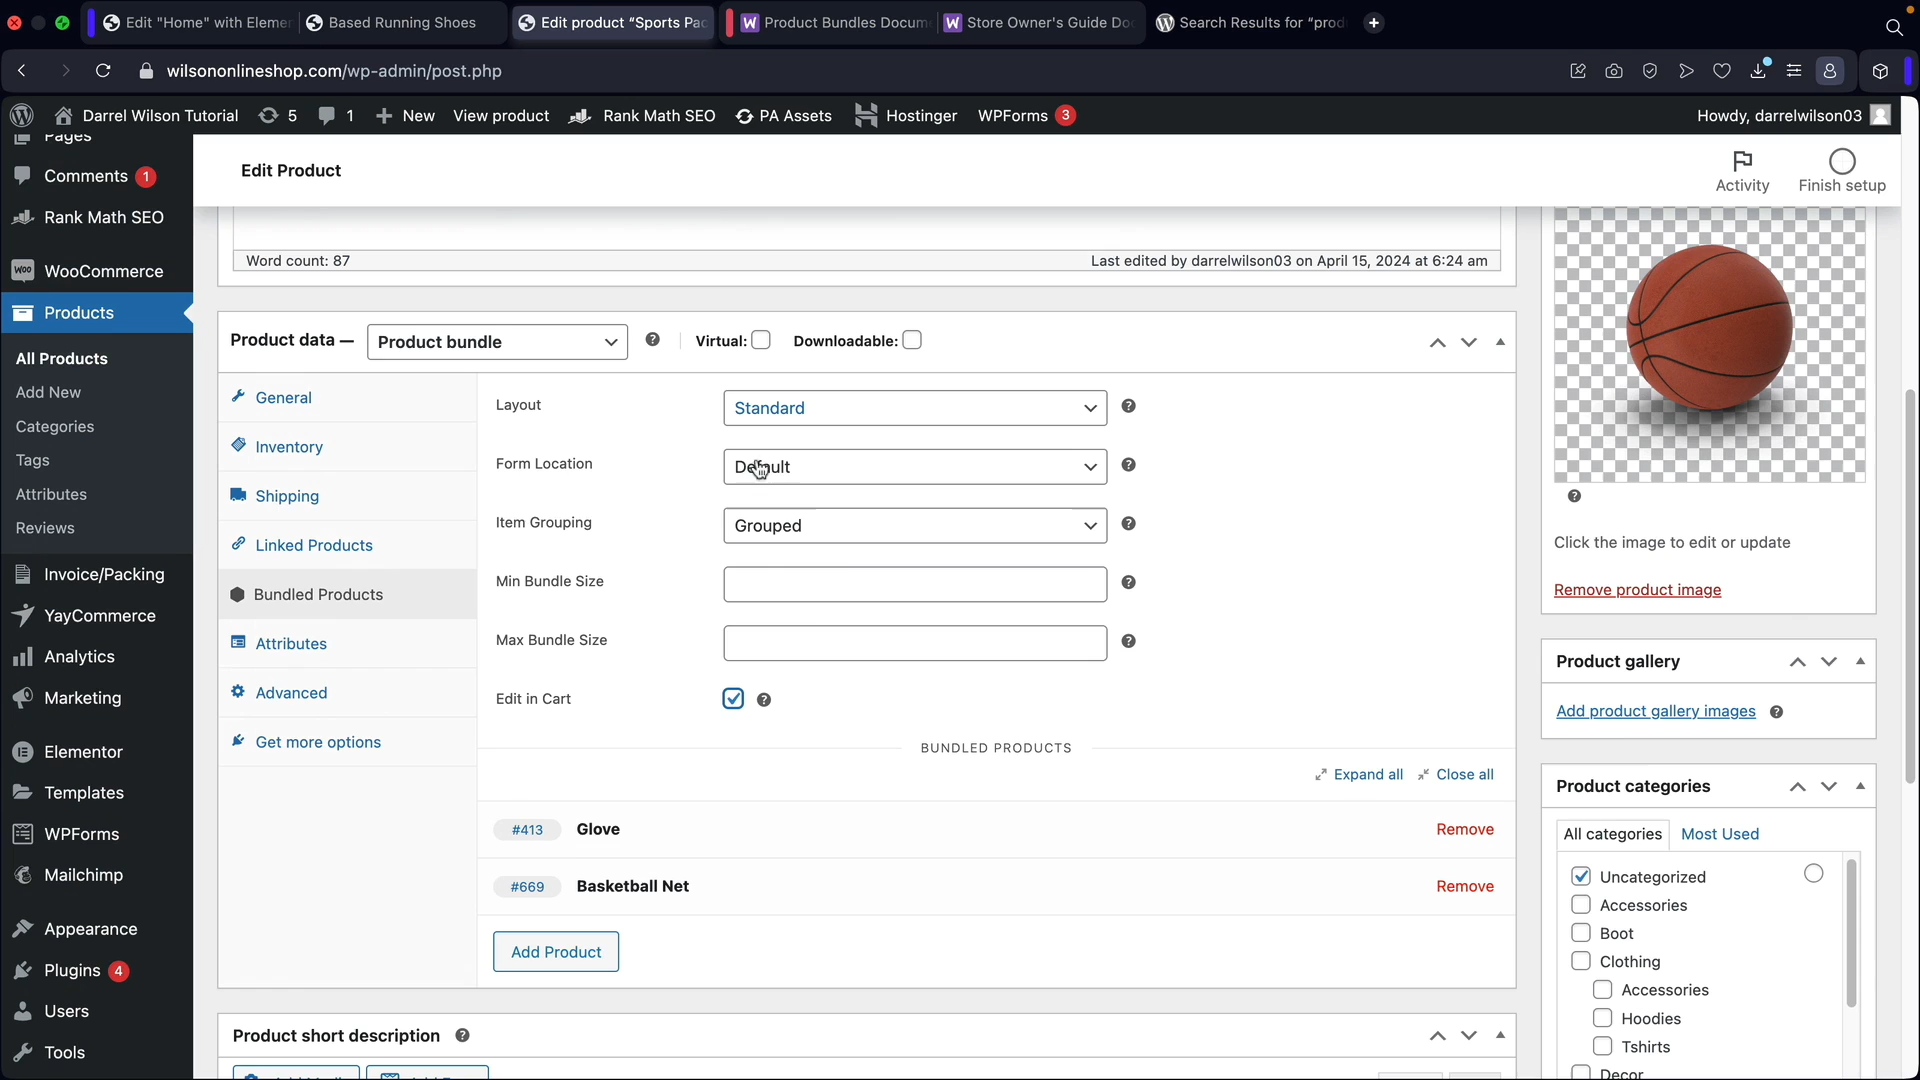 Edit "Home" with Elemen
Based Running Shoes
Edit product “Sports Pac
Product Bundles Docum
Store Owner's Guide Do
Search Results for “prod
wilsononlineshop.com/wp-admin/post.php
Darrel Wilson Tutorial
5
1
New
View product
Rank Math SEO
PA Assets
Hostinger
WPForms 3
Howdy, darrelwilson03
Pages
Comments 1
Rank Math SEO
WooCommerce
Products
All Products
Add New
Categories
Tags
Attributes
Reviews
Invoice/Packing
YayCommerce
Analytics
Marketing
Elementor
Templates
WPForms
Mailchimp
Appearance
Plugins 4
Users
Tools
Edit Product
Activity
Finish setup
Word count: 87
Last edited by darrelwilson03 on April 15, 2024 at 6:24 am
Product data —
Product bundle
Virtual:
Downloadable:
General
Inventory
Shipping
Linked Products
Bundled Products
Attributes
Advanced
Get more options
Layout
Standard
Form Location
Default
Item Grouping
Grouped
Min Bundle Size
Max Bundle Size
Edit in Cart
BUNDLED PRODUCTS
Expand all
Close all
#413
Glove
Remove
#669
Basketball Net
Remove
Add Product
Product short description
Click the image to edit or update
Remove product image
Product gallery
Add product gallery images
Product categories
All categories
Most Used
Uncategorized
Accessories
Boot
Clothing
Accessories
Hoodies
Tshirts
Decor